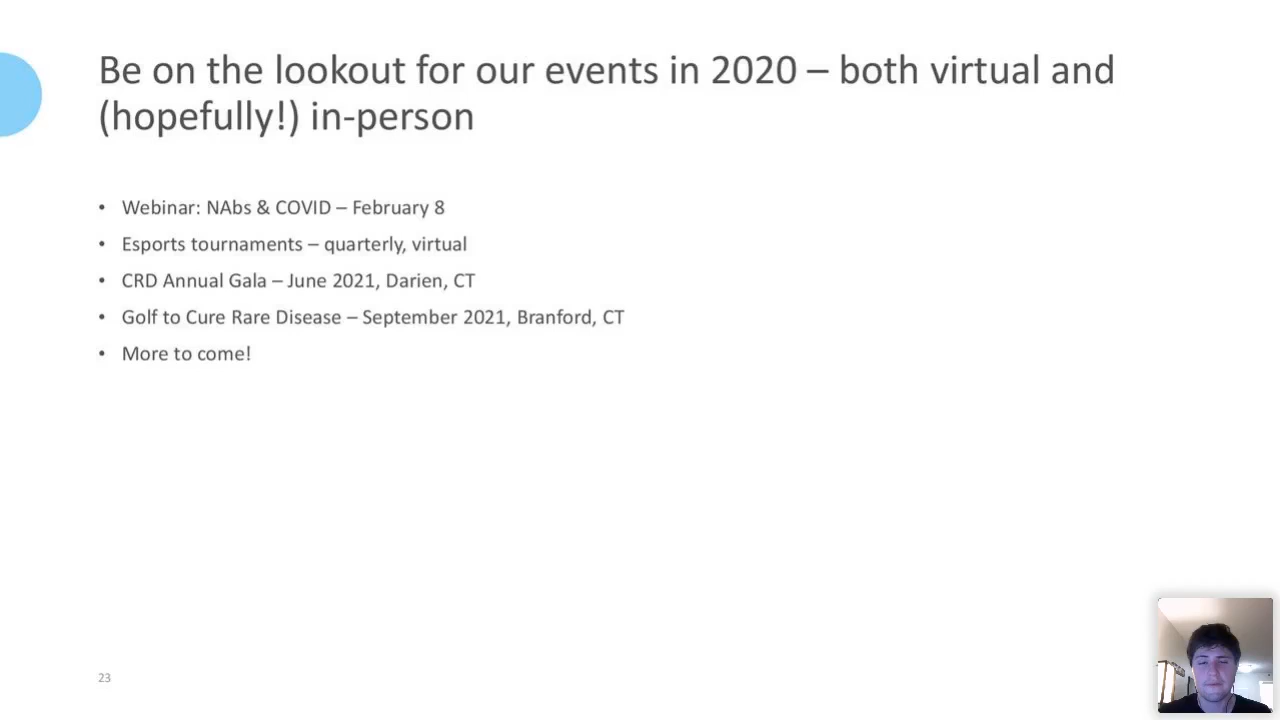 Be on the lookout for our events in 2020 – both virtual and
(hopefully!) in-person
• Webinar: NAbs & COVID – February 8
• Esports tournaments – quarterly, virtual
• CRD Annual Gala – June 2021, Darien, CT
• Golf to Cure Rare Disease – September 2021, Branford, CT
• More to come!
23